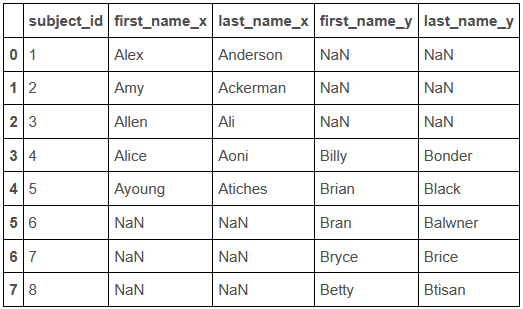 subject_id first_name_x last_name_x first_name_y last_name_y
0 1 Alex Anderson NaN NaN
1 2 Amy Ackerman NaN NaN
2 3 Allen Ali NaN NaN
3 4 Alice Aoni Billy Bonder
4 5 Ayoung Atiches Brian Black
5 6 NaN NaN Bran Balwner
6 7 NaN NaN Bryce Brice
7 8 NaN NaN Betty Btisan